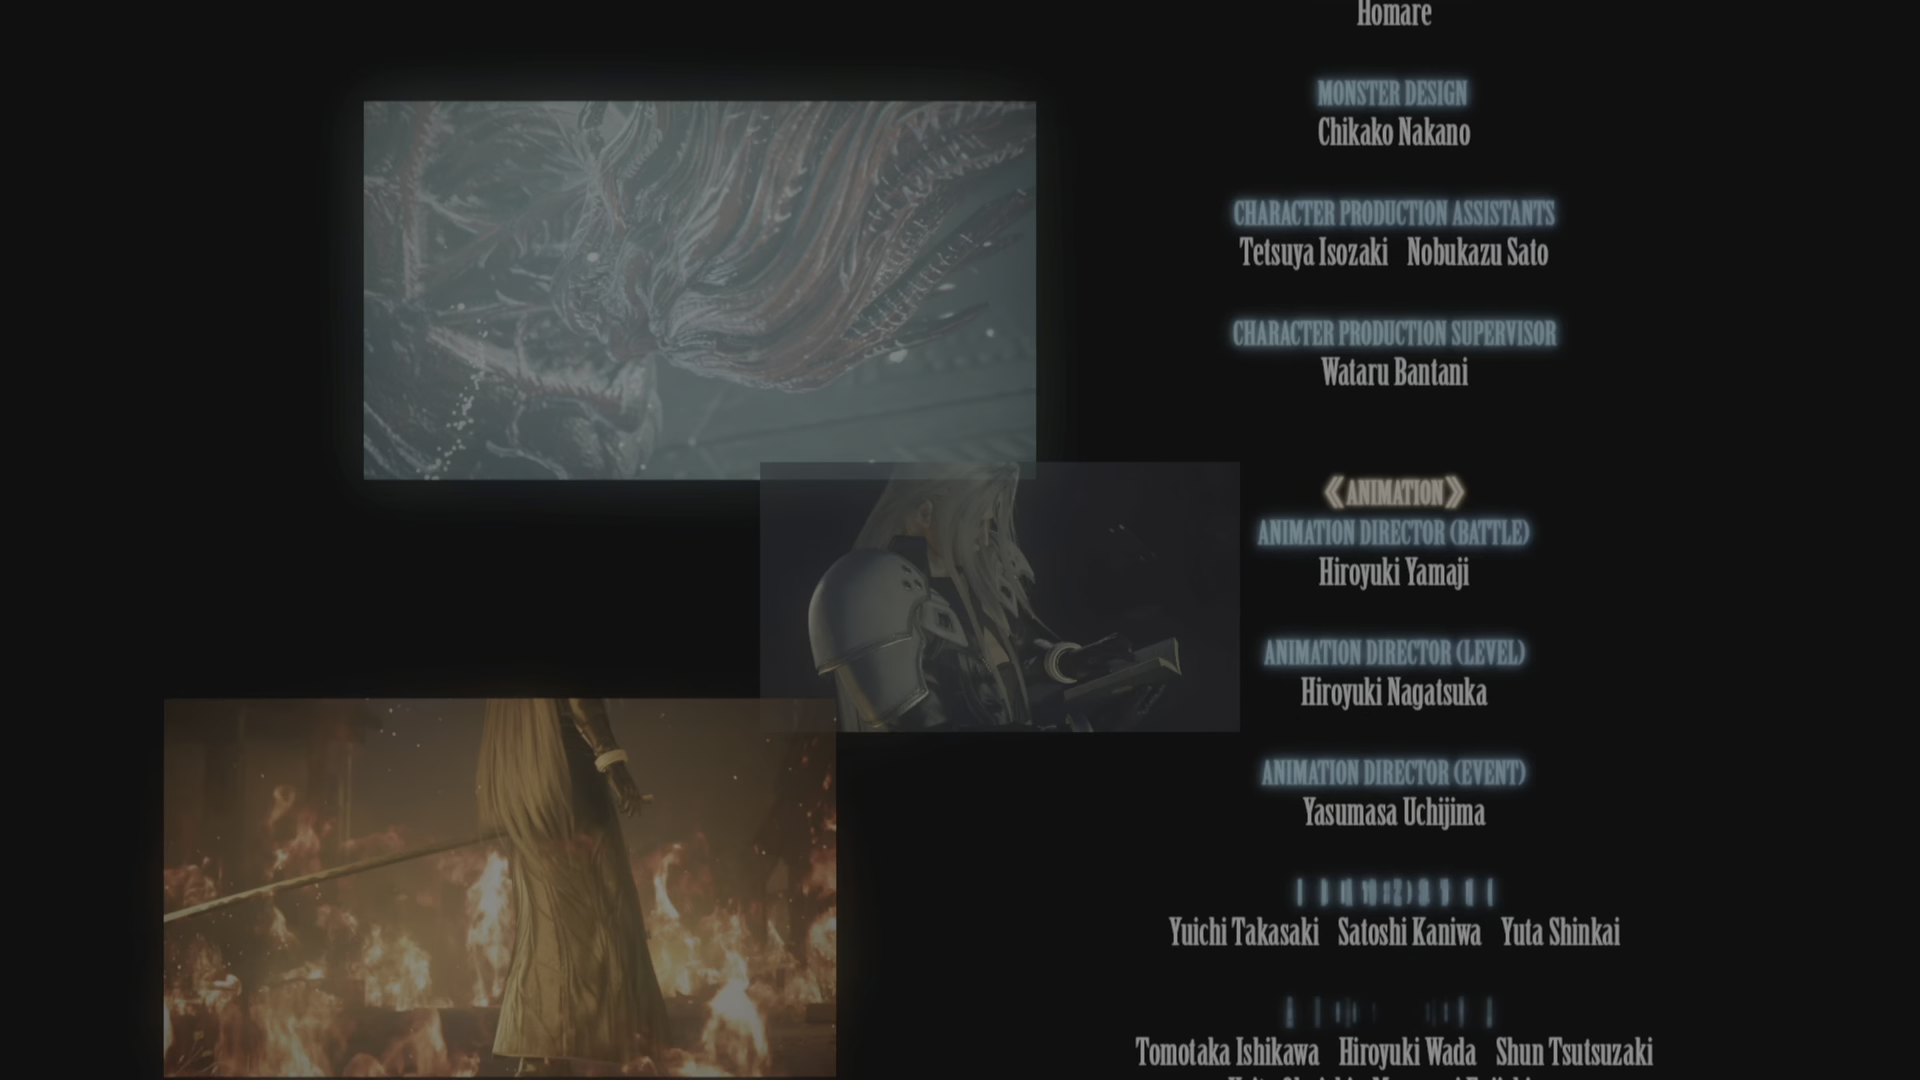 Homare
MONSTER DESIGN
Chikako Nakano
CHARACTER PRODUCTION ASSISTANTS
Tetsuya Isozaki Nobukazu Sato
CHARACTER PRODUCTION SUPERVISOR
Wataru Bantani
《ANIMATION》
ANIMATION DIRECTOR (BATTLE)
Hiroyuki Yamaji
ANIMATION DIRECTOR (LEVEL)
Hiroyuki Nagatsuka
ANIMATION DIRECTOR (EVENT)
Yasumasa Uchijima
Yuichi Takasaki Satoshi Kaniwa Yuta Shinkai
Tomotaka Ishikawa Hiroyuki Wada Shun Tsutsuzaki